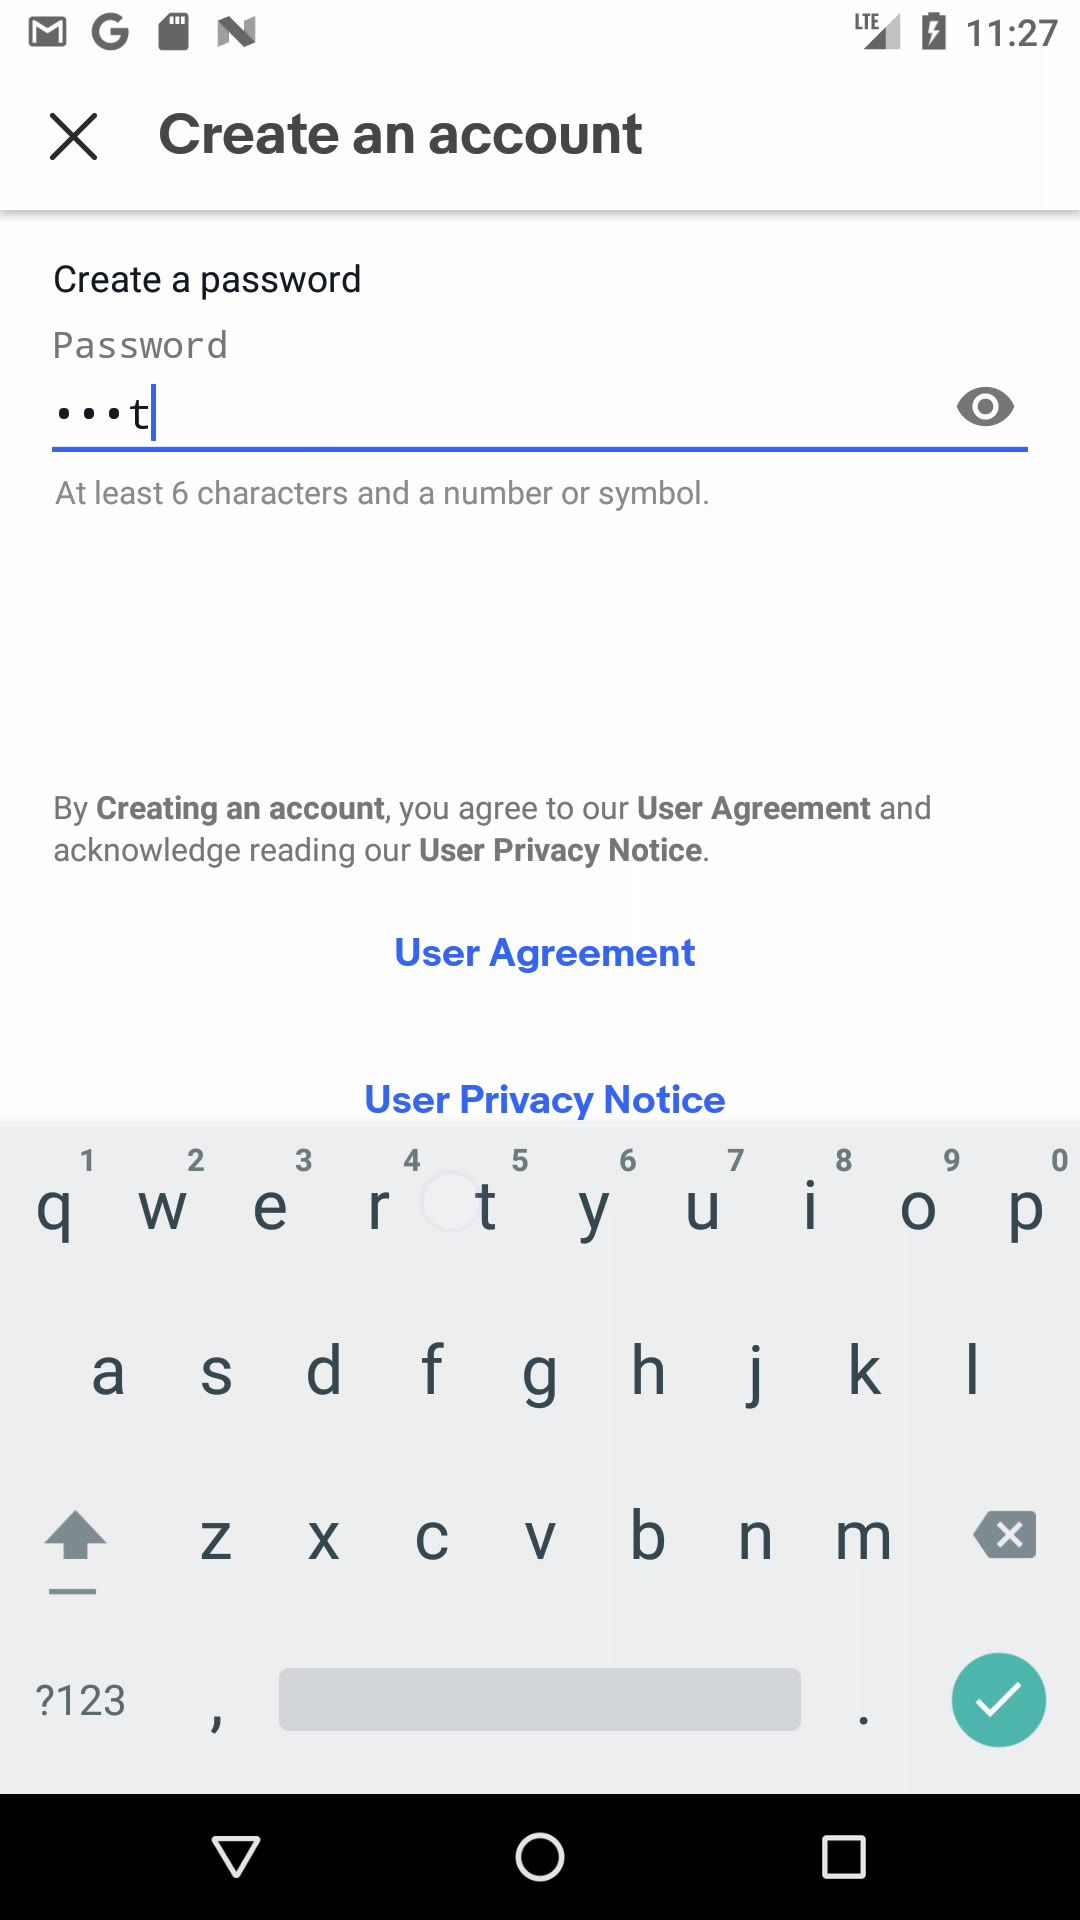 LTE 11:27
Create an account
Create a password
Password
•••t
At least 6 characters and a number or symbol.
By Creating an account, you agree to our User Agreement and
acknowledge reading our User Privacy Notice.
User Agreement
User Privacy Notice
1 2 3 4 5 6 7 8 9 0
q w e r t y u i o p
a s d f g h j k l
z x c v b n m
?123 , .